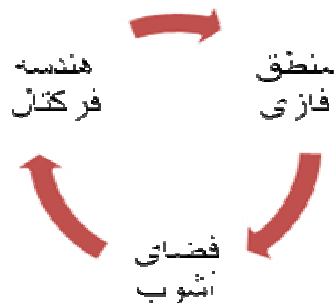 منطق
فازی
فضای
آشوب
هندسه
فرکتال